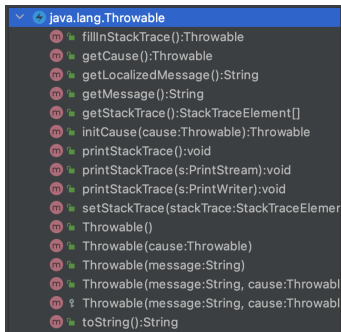 java.lang.Throwable
fillInStackTrace():Throwable
getCause():Throwable
getLocalizedMessage():String
getMessage():String
getStackTrace():StackTraceElement[]
initCause(cause:Throwable):Throwable
printStackTrace():void
printStackTrace(s:PrintStream):void
printStackTrace(s:PrintWriter):void
setStackTrace(stackTrace:StackTraceElemer
Throwable()
Throwable(cause:Throwable)
Throwable(message:String)
Throwable(message:String, cause:Throwabl
Throwable(message:String, cause:Throwabl
toString():String